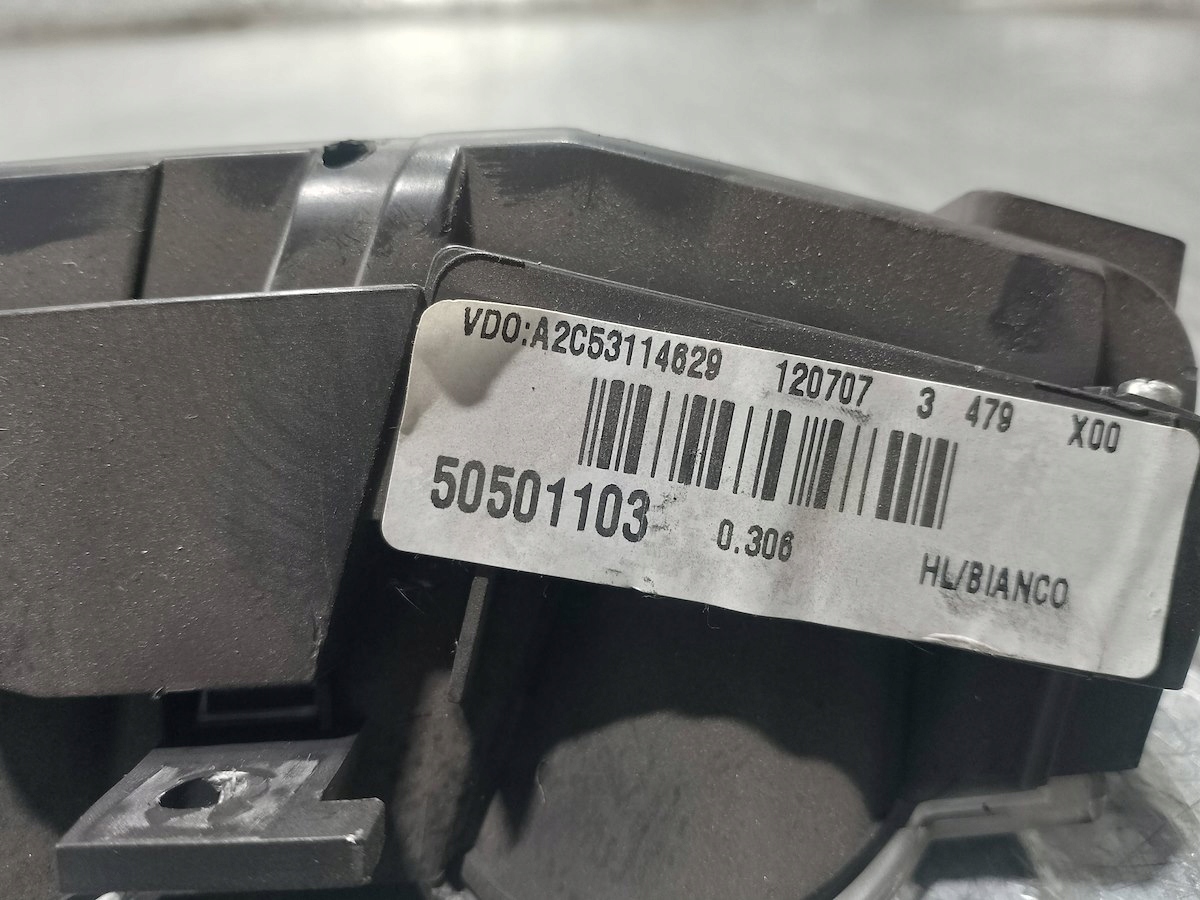 VDO:A2C53114629 120707 3 479 X00
50501103 0.306 HL/BIANCO